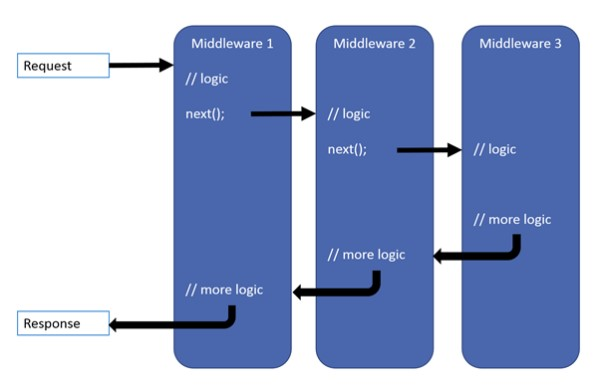 Middleware 1
Middleware 2
Middleware 3
Request
// logic
next();
// logic
next();
// logic
// more logic
// more logic
// more logic
Response